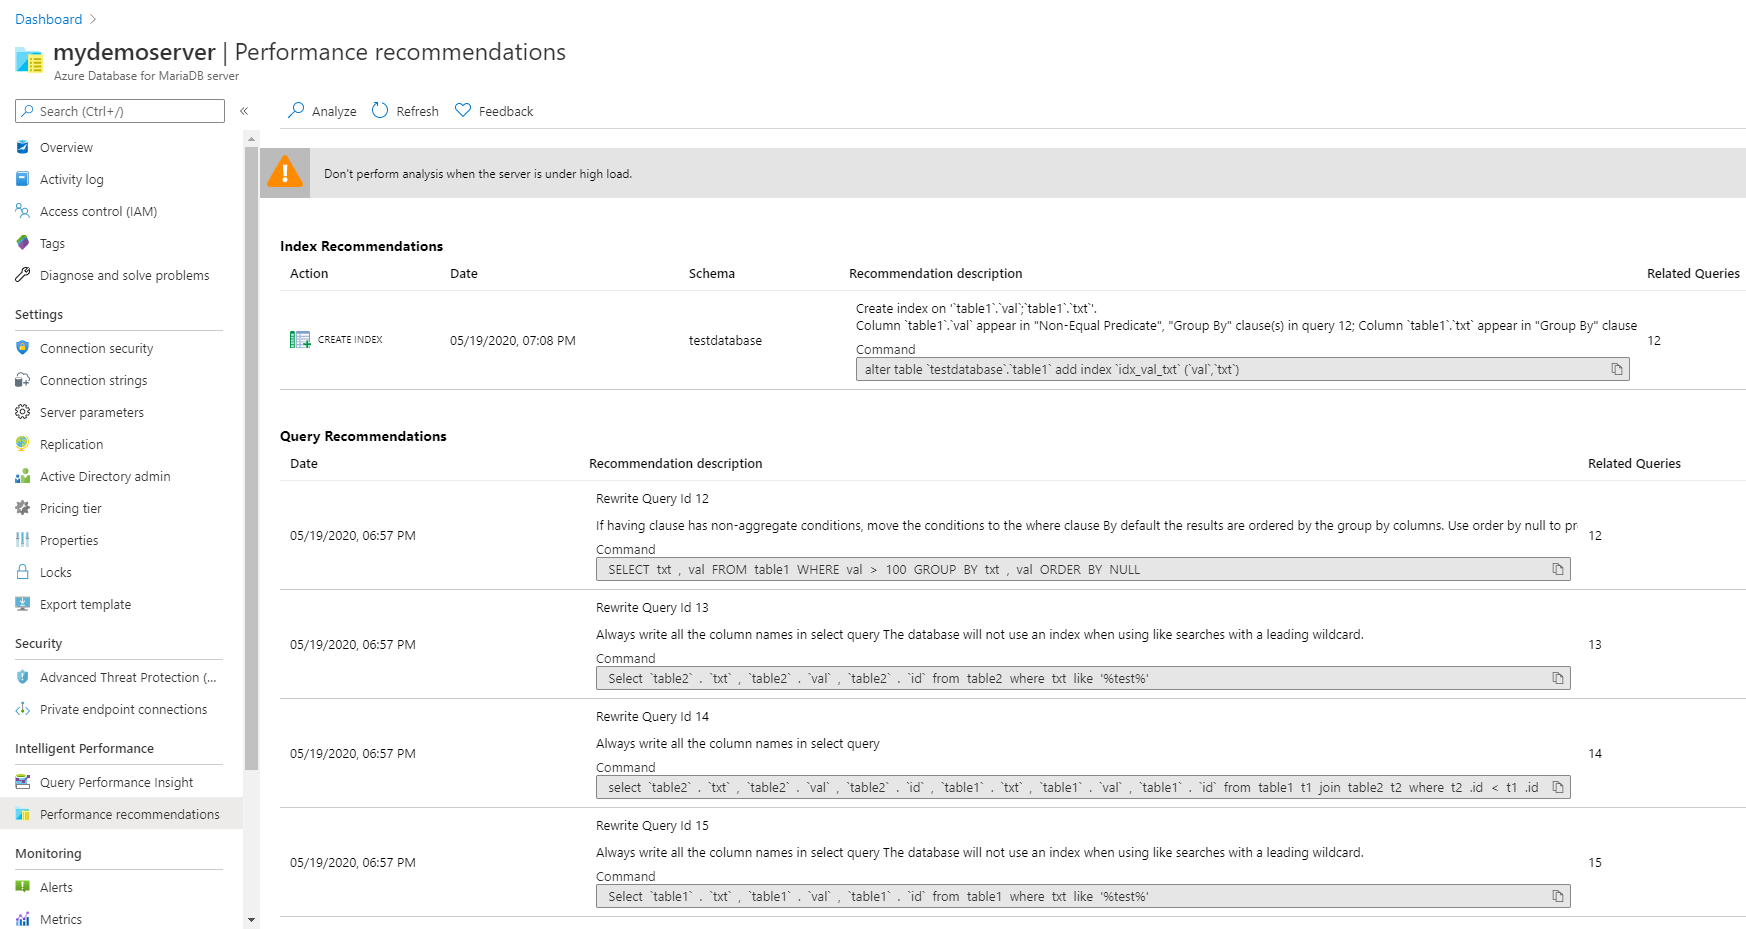 Dashboard >
mydemoserver | Performance recommendations
Azure Database for MariaDB server
Search (Ctrl+/)
«
Analyze
Refresh
Feedback
Overview
Activity log
Access control (IAM)
Tags
Diagnose and solve problems
Settings
Connection security
Connection strings
Server parameters
Replication
Active Directory admin
Pricing tier
Properties
Locks
Export template
Security
Advanced Threat Protection (...
Private endpoint connections
Intelligent Performance
Query Performance Insight
Performance recommendations
Monitoring
Alerts
Metrics
Don't perform analysis when the server is under high load.
Index Recommendations
Action Date Schema Recommendation description Related Queries
Create index on '`table1`.`val`;`table1`.`txt`'.
Column `table1`.`val` appear in "Non-Equal Predicate", "Group By" clause(s) in query 12; Column `table1`.`txt` appear in "Group By" clause
CREATE INDEX 05/19/2020, 07:08 PM testdatabase 12
Command
alter table `testdatabase`.`table1` add index `idx_val_txt` (`val`,`txt`)
Query Recommendations
Date Recommendation description Related Queries
Rewrite Query Id 12
If having clause has non-aggregate conditions, move the conditions to the where clause By default the results are ordered by the group by columns. Use order by null to pr
05/19/2020, 06:57 PM 12
Command
SELECT txt , val FROM table1 WHERE val > 100 GROUP BY txt , val ORDER BY NULL
Rewrite Query Id 13
Always write all the column names in select query The database will not use an index when using like searches with a leading wildcard.
05/19/2020, 06:57 PM 13
Command
Select `table2` . `txt` , `table2` . `val` , `table2` . `id` from table2 where txt like '%test%'
Rewrite Query Id 14
Always write all the column names in select query
05/19/2020, 06:57 PM 14
Command
select `table2` . `txt` , `table2` . `val` , `table2` . `id` , `table1` . `txt` , `table1` . `val` , `table1` . `id` from table1 t1 join table2 t2 where t2 .id < t1 .id
Rewrite Query Id 15
Always write all the column names in select query The database will not use an index when using like searches with a leading wildcard.
05/19/2020, 06:57 PM 15
Command
Select `table1` . `txt` , `table1` . `val` , `table1` . `id` from table1 where txt like '%test%'